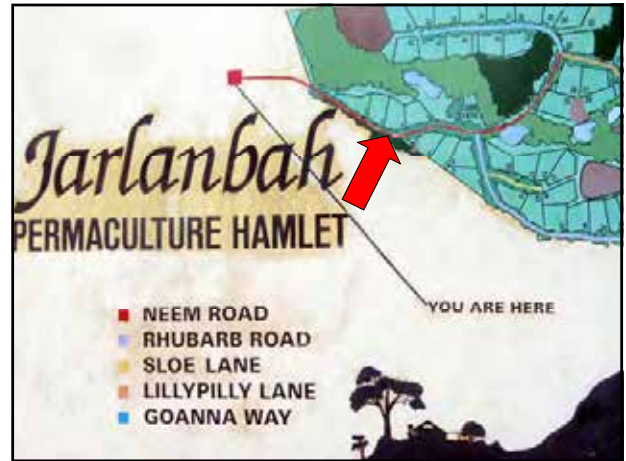 Jarlanbah
PERMACULTURE HAMLET
YOU ARE HERE
NEEM ROAD
RHUBARB ROAD
SLOE LANE
LILLYPILLY LANE
GOANNA WAY